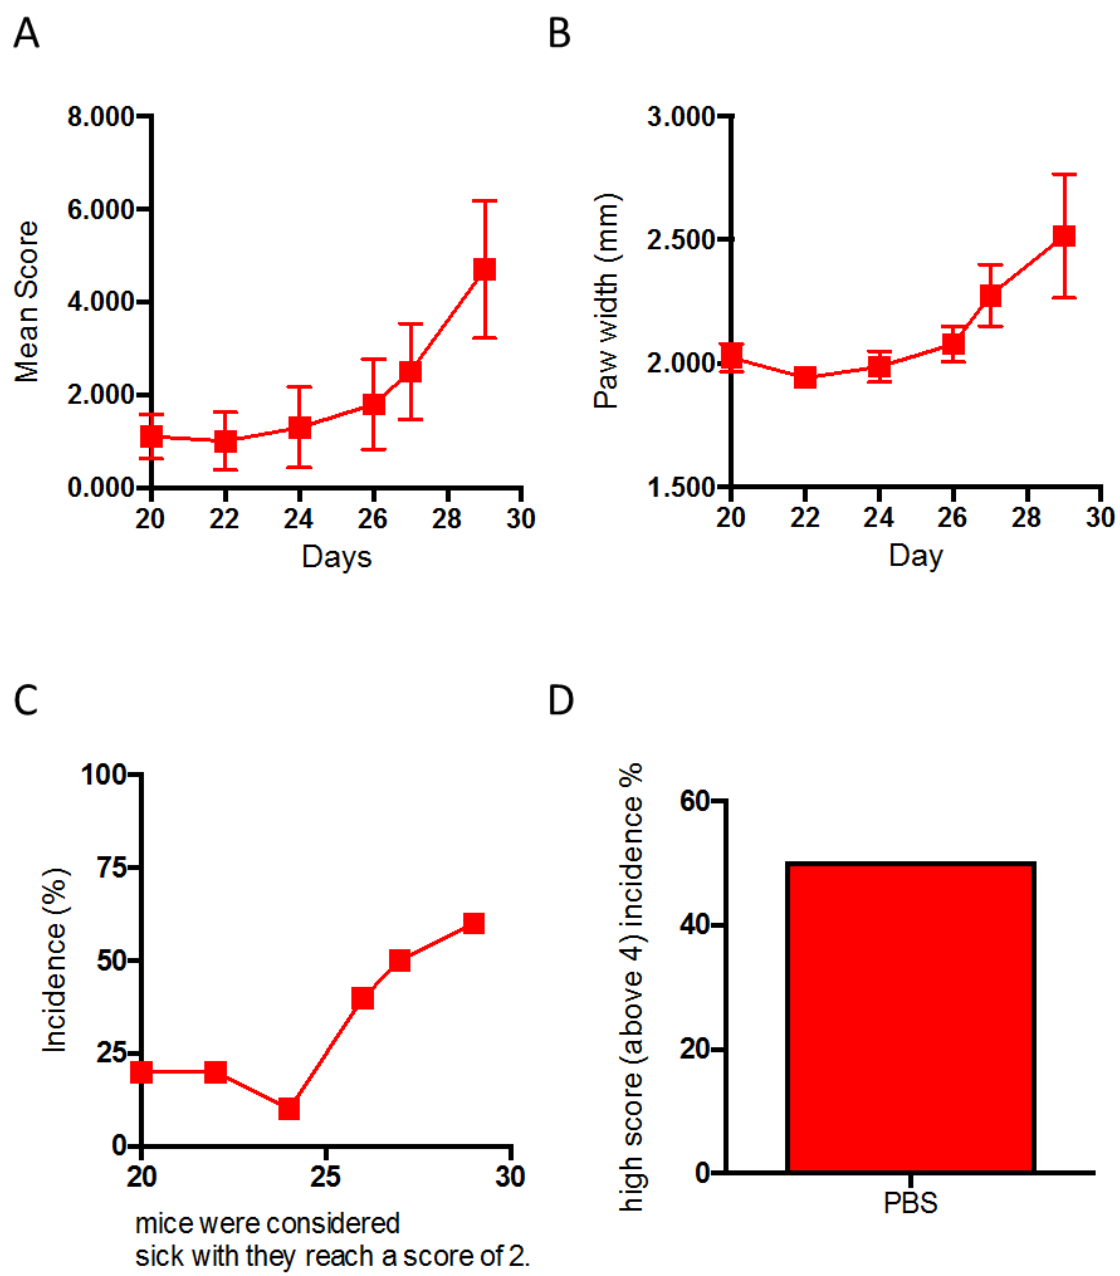 A
8.000
6.000
4.000
2.000
0.000
Mean Score
20 22 24 26 28 30
Days
B
3.000
2.500
2.000
1.500
Paw width (mm)
20 22 24 26 28 30
Day
C
100
75
50
25
0
Incidence (%)
20 25 30
mice were considered
sick with they reach a score of 2.
D
60
40
20
0
high score (above 4) incidence %
PBS